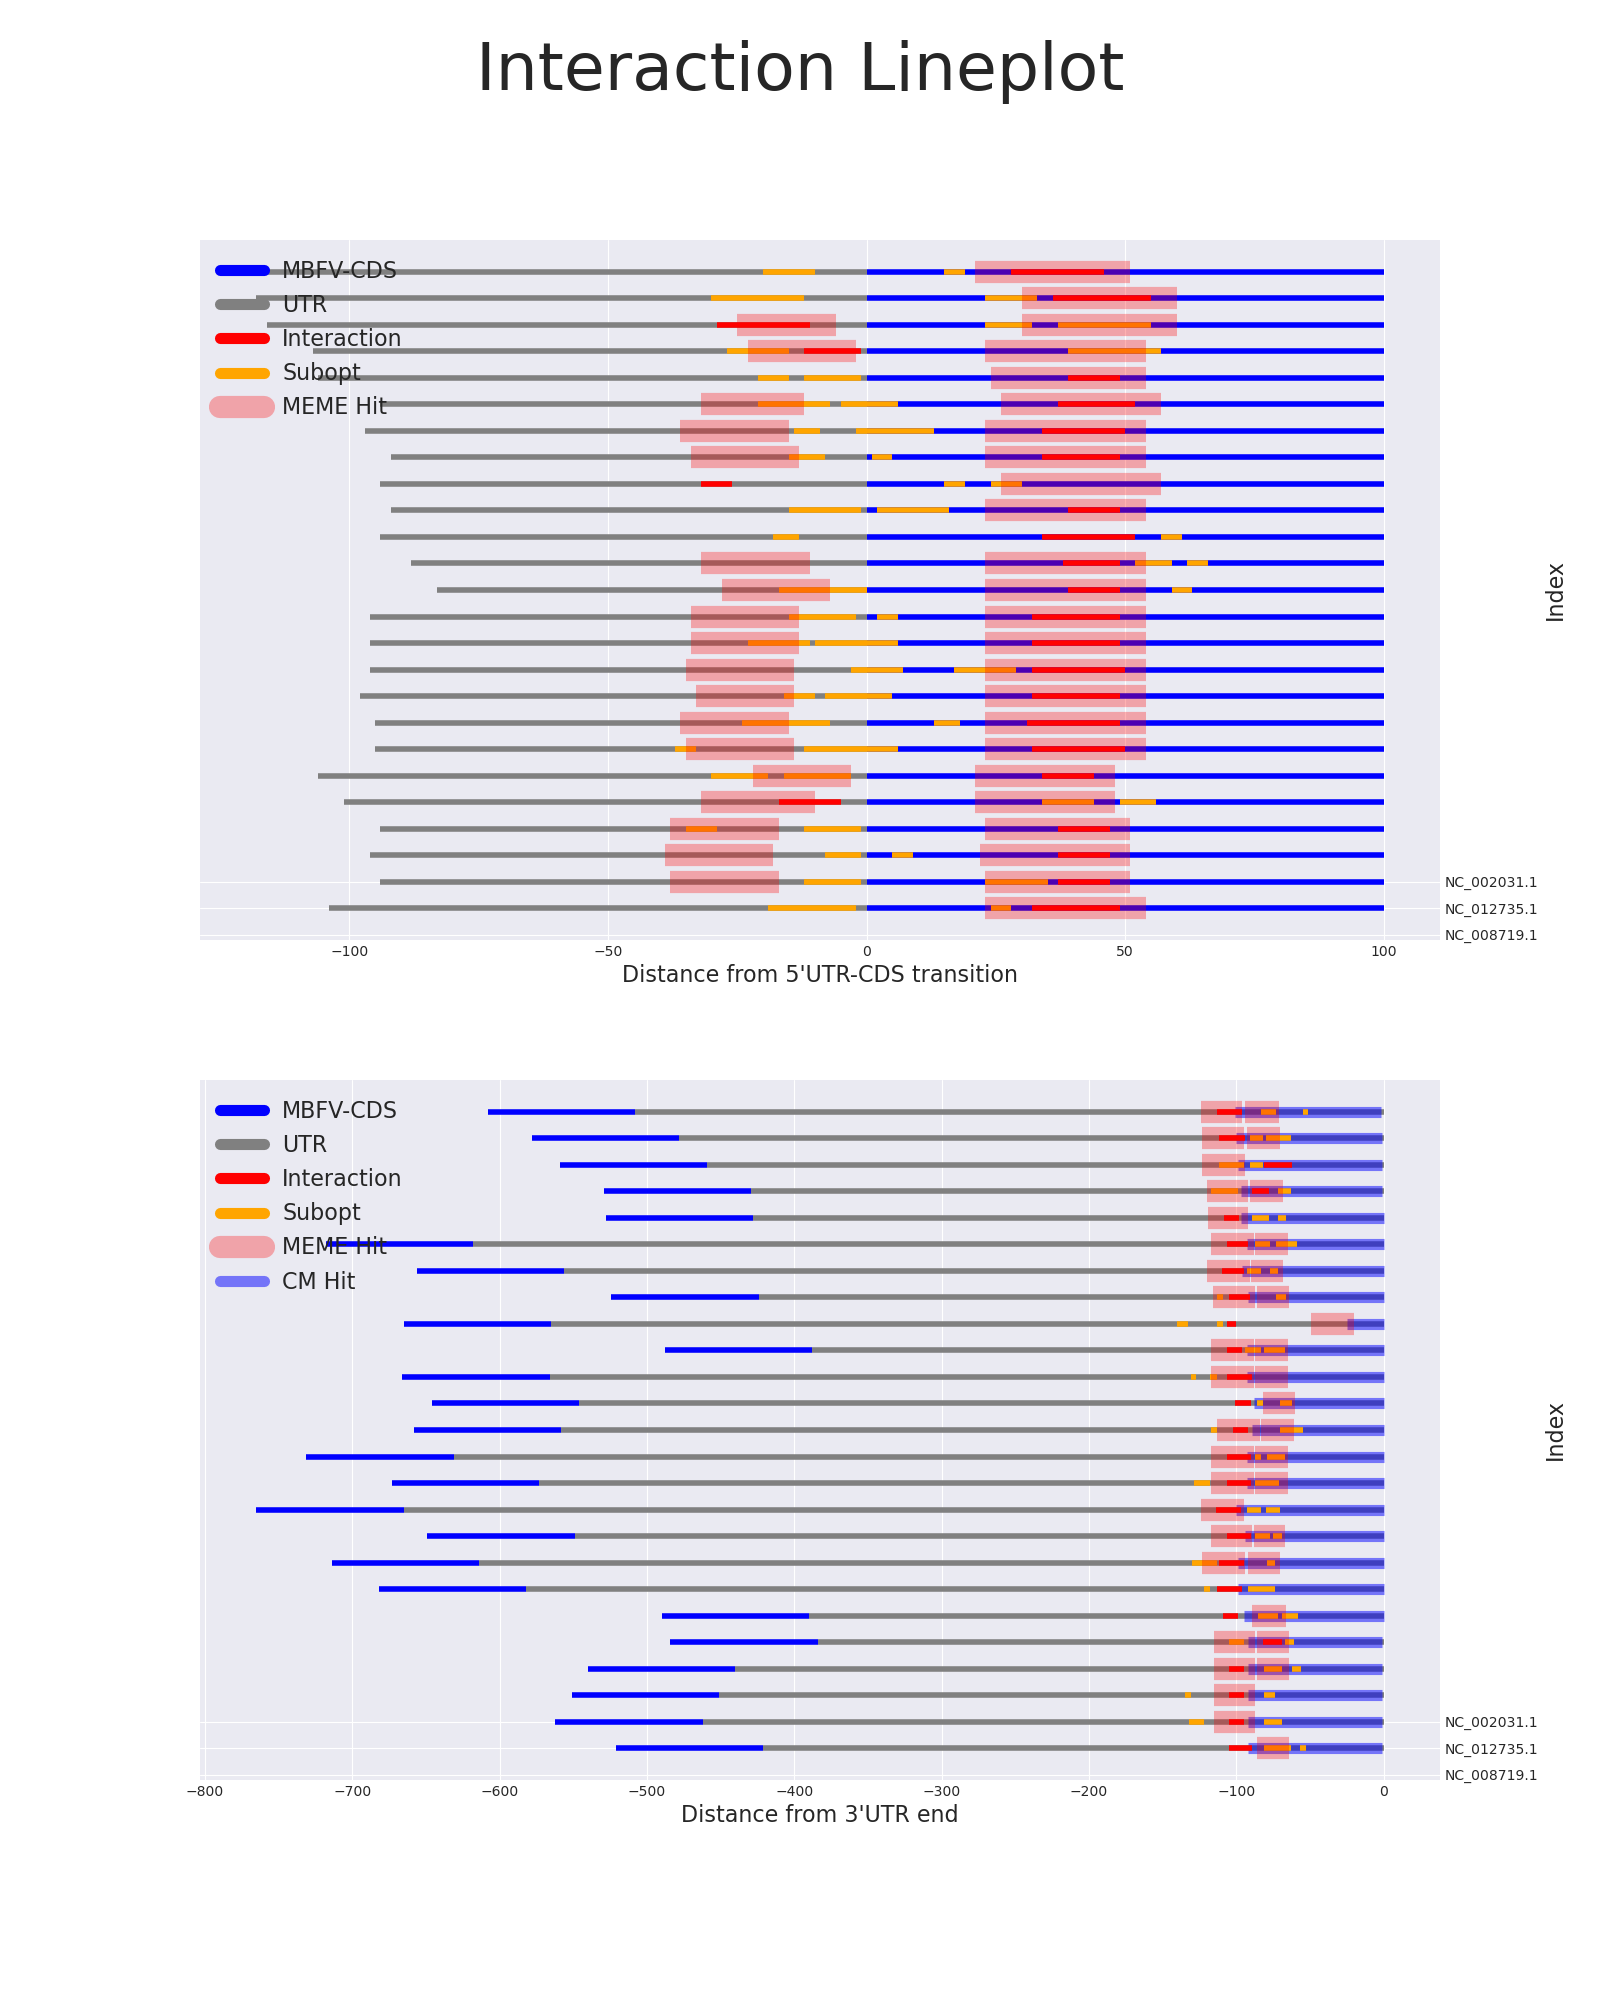 Interaction Lineplot
MBFV-CDS
UTR
Interaction
Subopt
MEME Hit
Index
NC_002031.1
NC_012735.1
NC_008719.1
−100
−50
0
50
100
Distance from 5'UTR-CDS transition
MBFV-CDS
UTR
Interaction
Subopt
MEME Hit
CM Hit
Index
NC_002031.1
NC_012735.1
NC_008719.1
−800
−700
−600
−500
−400
−300
−200
−100
0
Distance from 3'UTR end